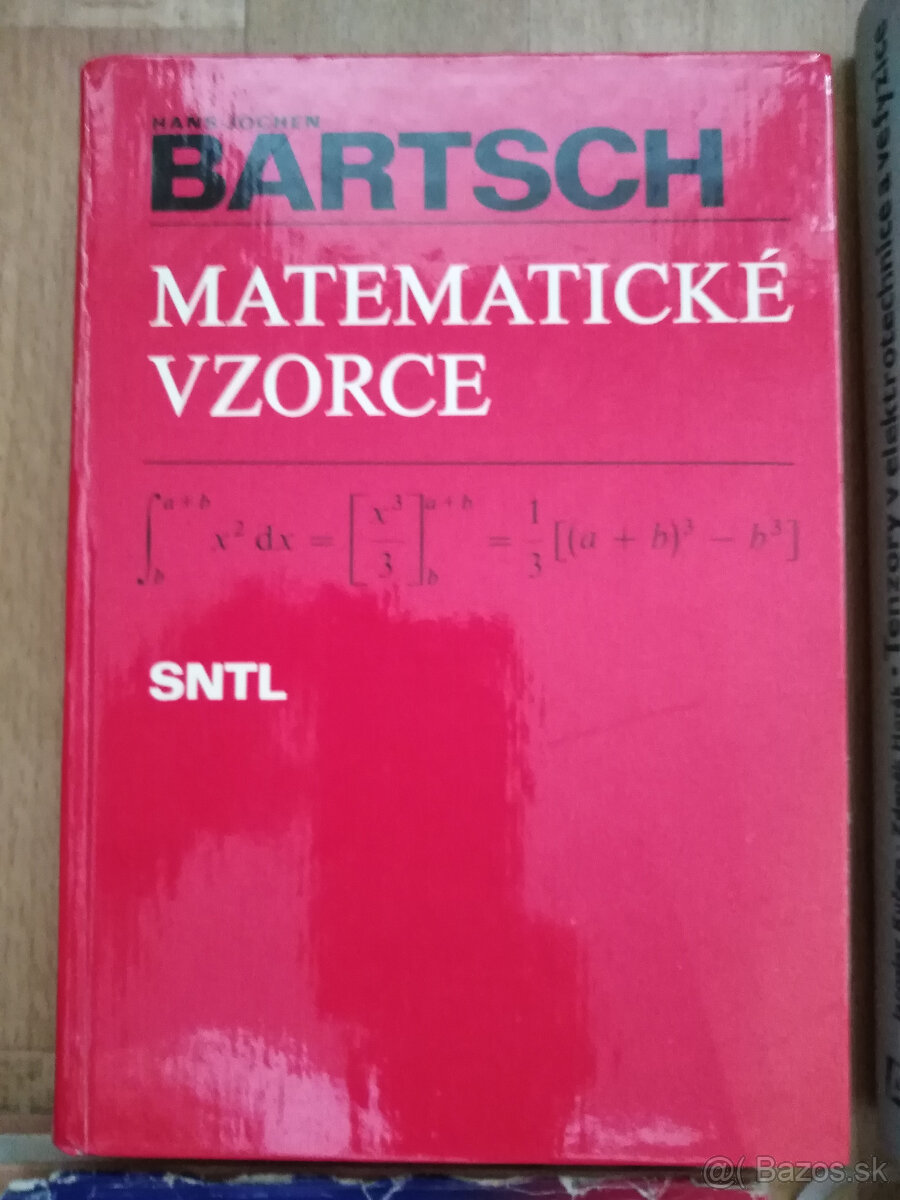 HANS-JOCHEN
BARTSCH
MATEMATICKÉ
VZORCE
∫_b^{a+b} x² dx = [x³/3]_b^{a+b} = 1/3 [(a + b)³ − b³]
SNTL
Tenzory v elektrotechnice a ve fyzice
@( Bazos.sk